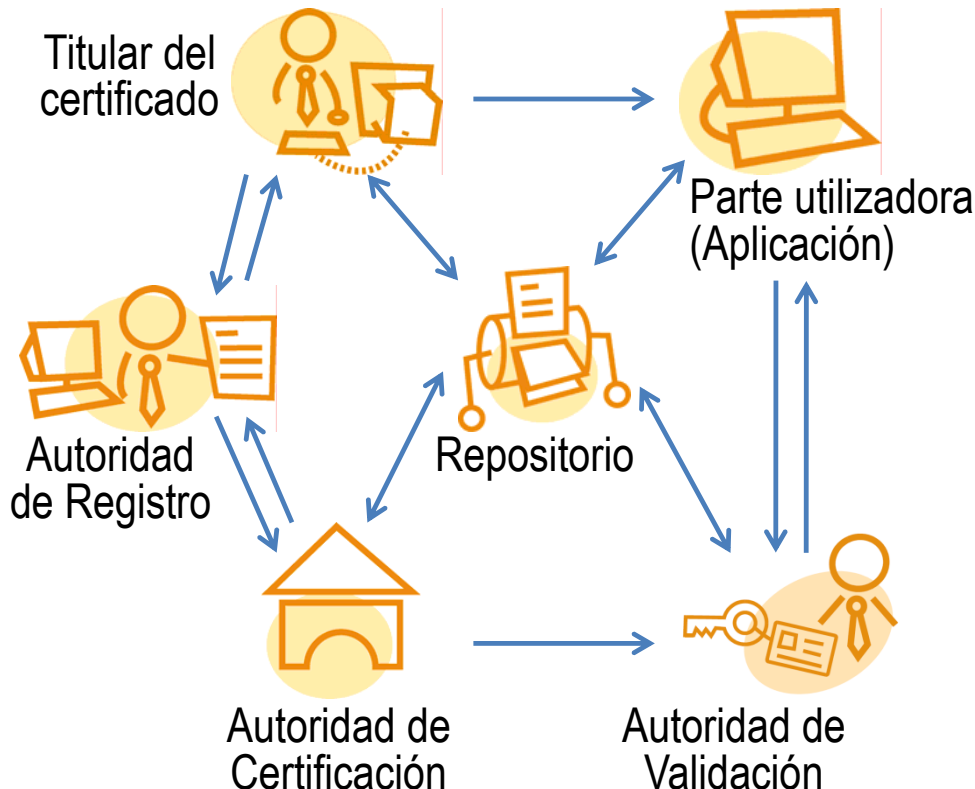 Titular del
certificado
Parte utilizadora
(Aplicación)
Autoridad
de Registro
Repositorio
Autoridad de
Certificación
Autoridad de
Validación